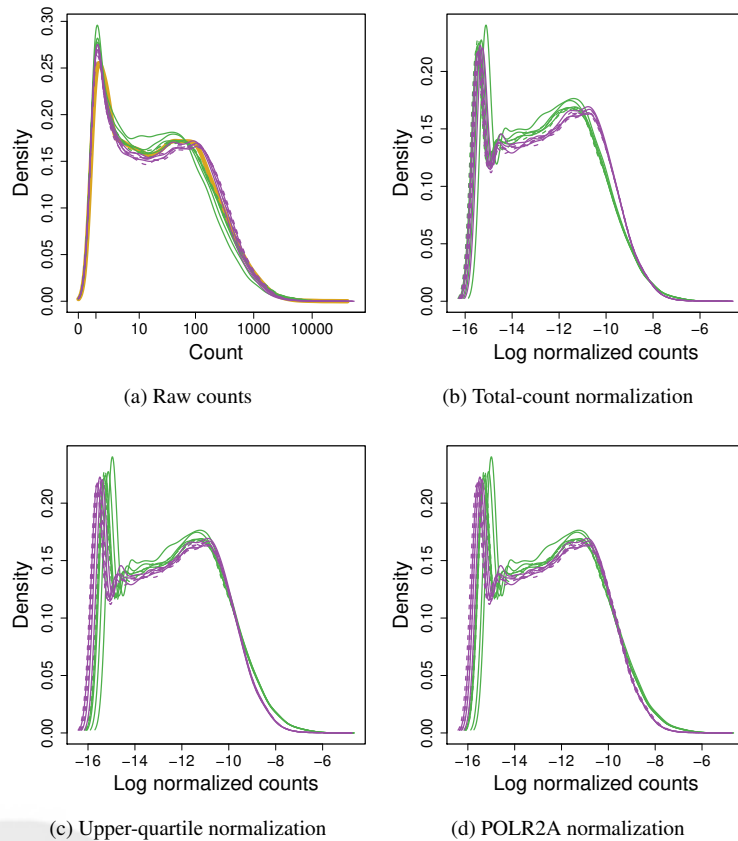 0.30
0.25
0.20
0.15
0.10
0.05
0.00
Density
0 10 100 1000 10000
Count
(a) Raw counts
0.20
0.15
0.10
0.05
0.00
Density
−16 −14 −12 −10 −8 −6
Log normalized counts
(b) Total-count normalization
0.20
0.15
0.10
0.05
0.00
Density
−16 −14 −12 −10 −8 −6
Log normalized counts
(c) Upper-quartile normalization
0.20
0.15
0.10
0.05
0.00
Density
−16 −14 −12 −10 −8 −6
Log normalized counts
(d) POLR2A normalization